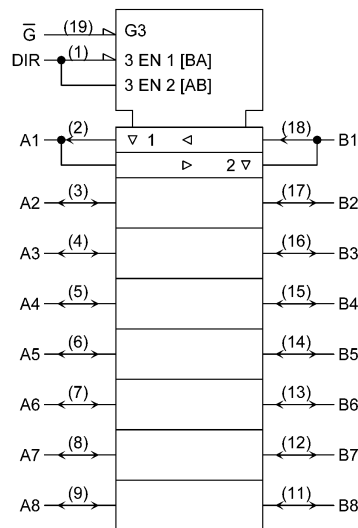 G̅ (19) G3
DIR (1) 3 EN 1 [BA]
3 EN 2 [AB]
A1 (2) ▽ 1 ◁ (18) B1
▷ 2 ▽
A2 (3) (17) B2
A3 (4) (16) B3
A4 (5) (15) B4
A5 (6) (14) B5
A6 (7) (13) B6
A7 (8) (12) B7
A8 (9) (11) B8